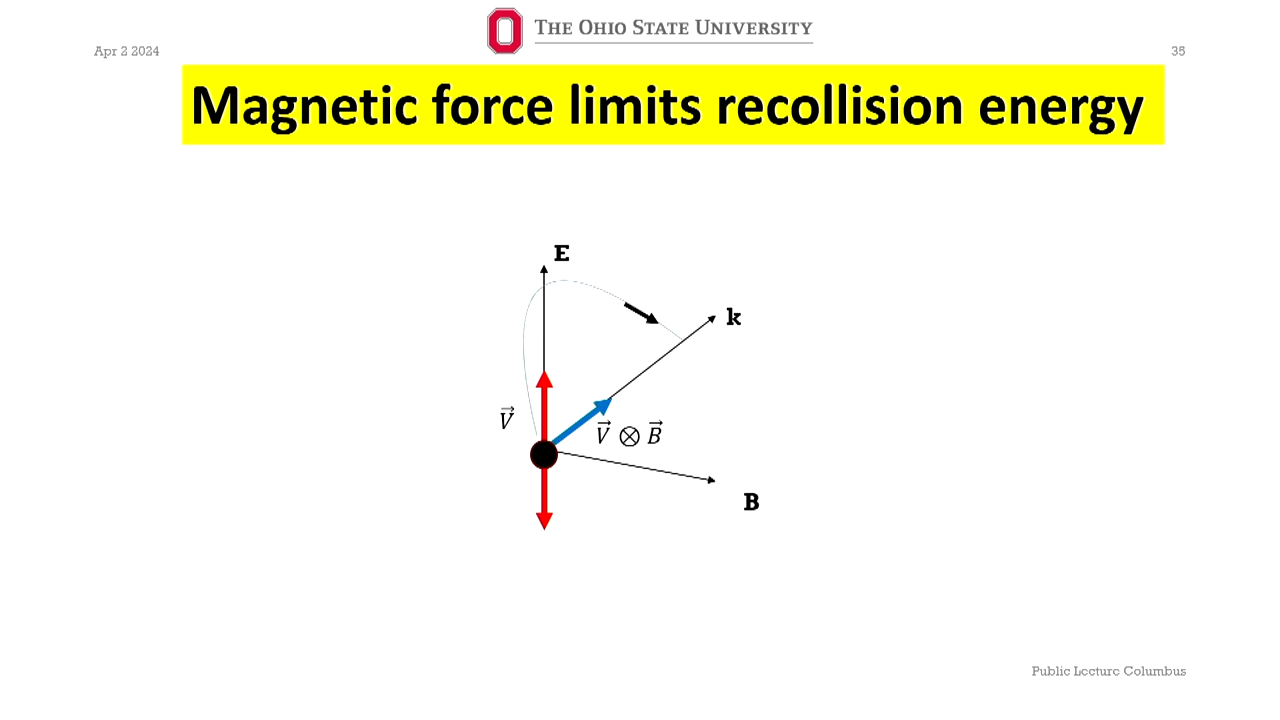 THE OHIO STATE UNIVERSITY
Apr 2 2024
35
Magnetic force limits recollision energy
E
k
V⃗
V⃗ ⊗ B⃗
B
Public Lecture Columbus